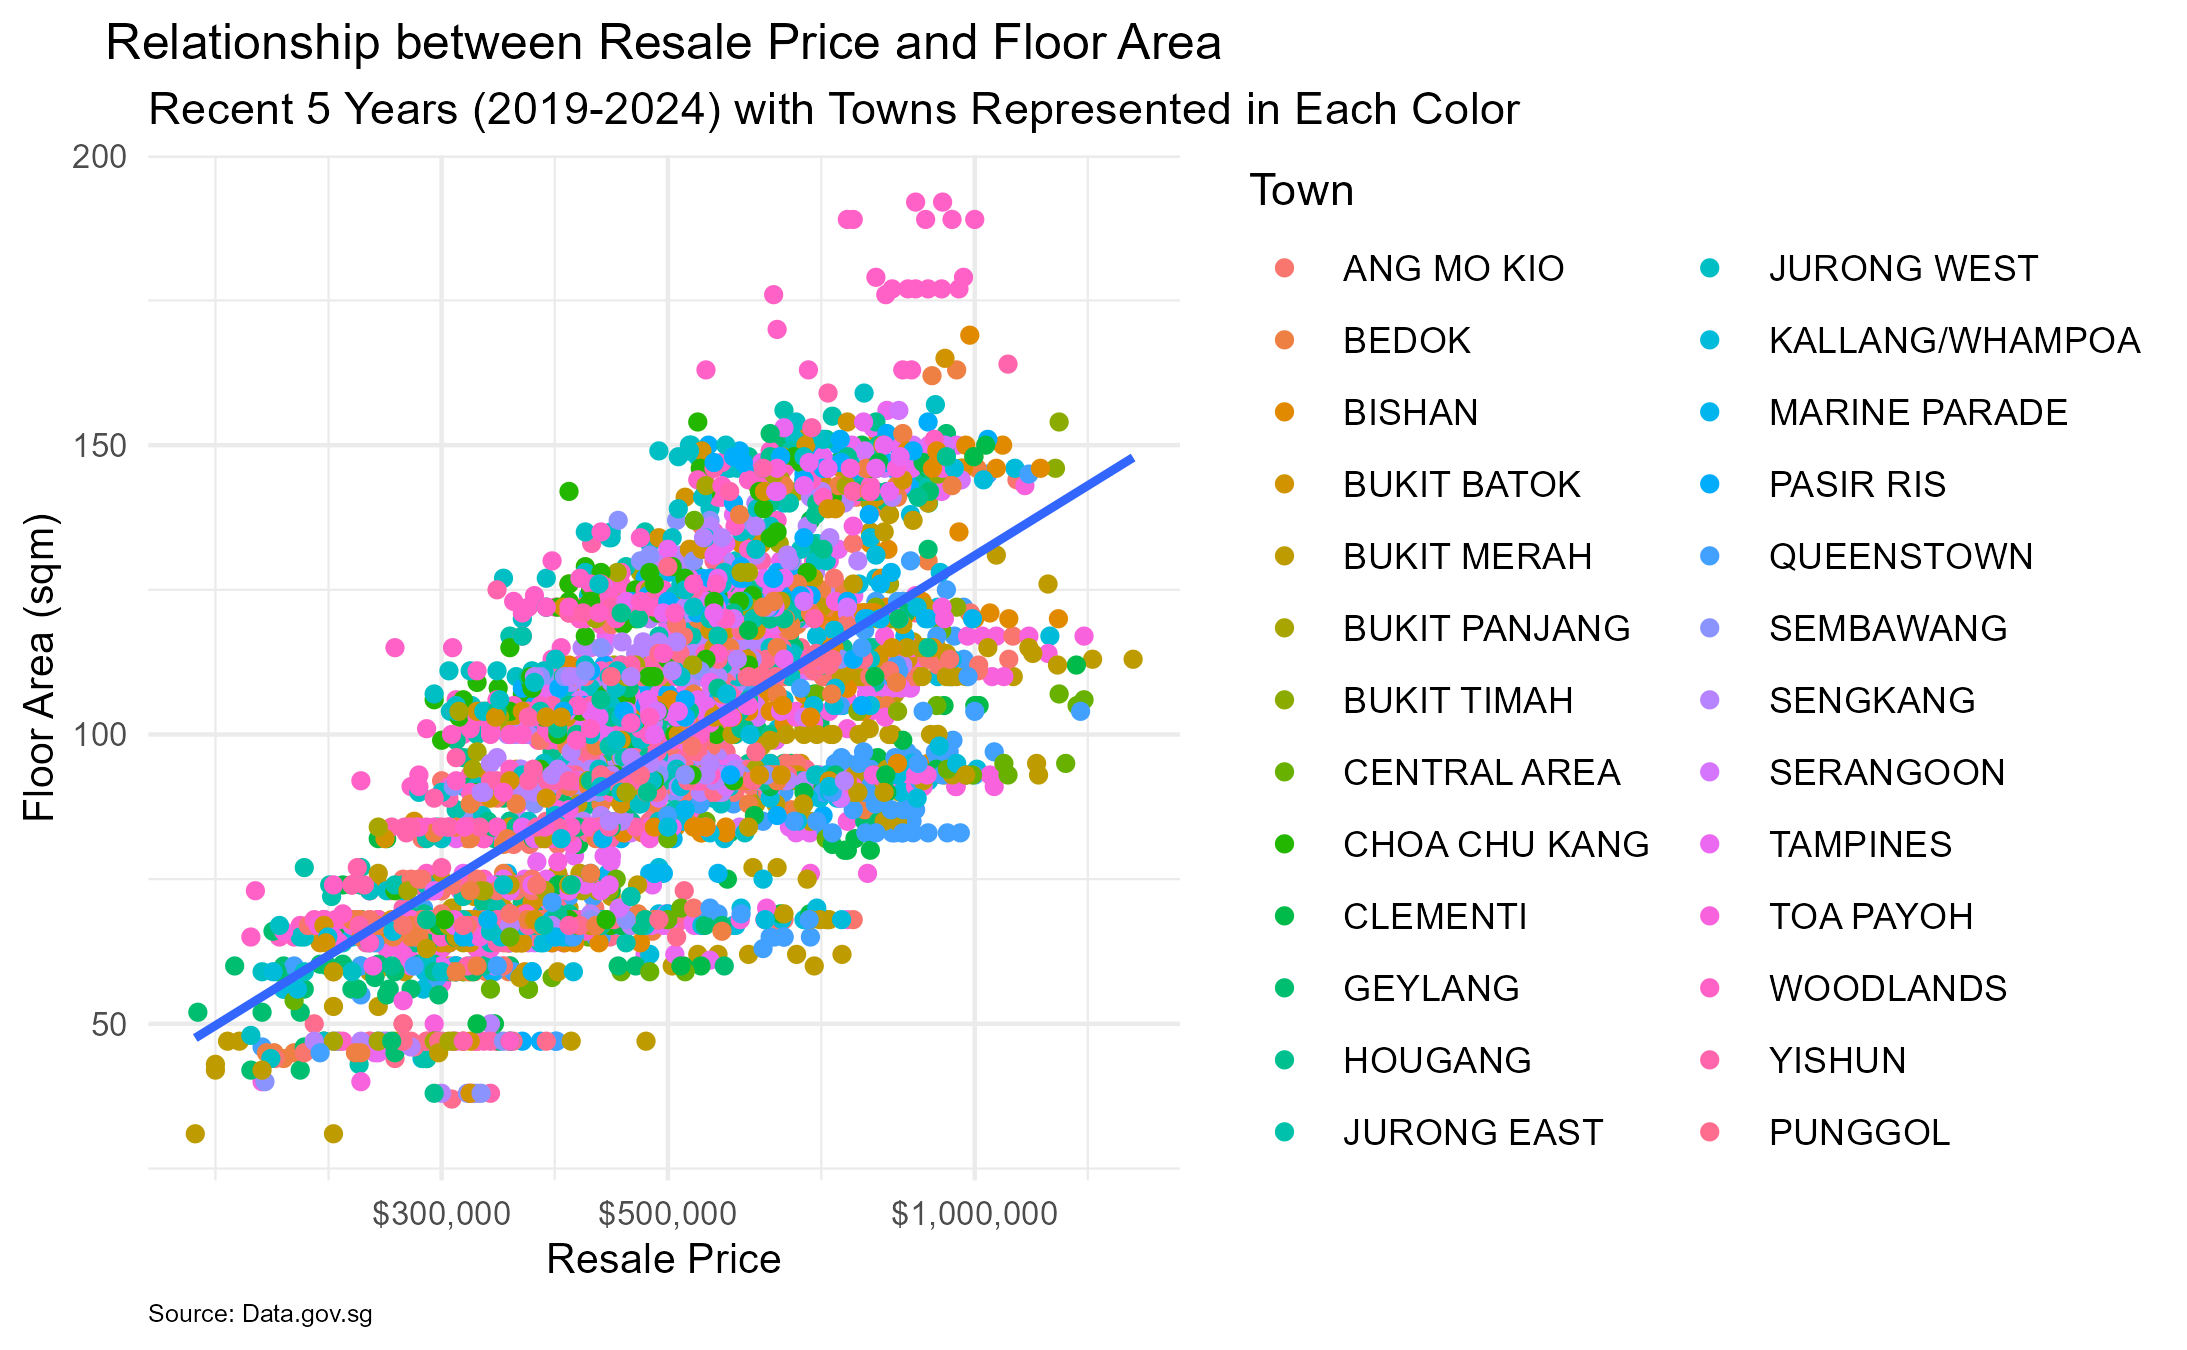 Relationship between Resale Price and Floor Area
Recent 5 Years (2019-2024) with Towns Represented in Each Color
200
150
100
50
Floor Area (sqm)
$300,000
$500,000
$1,000,000
Resale Price
Source: Data.gov.sg
Town
ANG MO KIO
BEDOK
BISHAN
BUKIT BATOK
BUKIT MERAH
BUKIT PANJANG
BUKIT TIMAH
CENTRAL AREA
CHOA CHU KANG
CLEMENTI
GEYLANG
HOUGANG
JURONG EAST
JURONG WEST
KALLANG/WHAMPOA
MARINE PARADE
PASIR RIS
QUEENSTOWN
SEMBAWANG
SENGKANG
SERANGOON
TAMPINES
TOA PAYOH
WOODLANDS
YISHUN
PUNGGOL